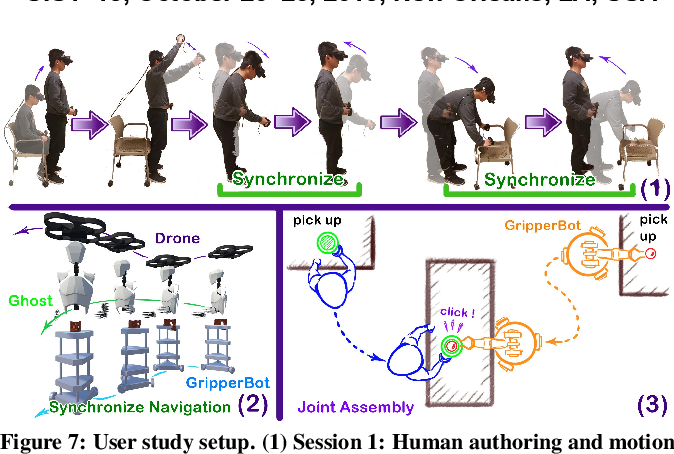 Synchronize
Synchronize
(1)
Drone
Ghost
GripperBot
Synchronize Navigation (2)
pick up
GripperBot
pick
up
click !
Joint Assembly
(3)
Figure 7: User study setup. (1) Session 1: Human authoring and motion